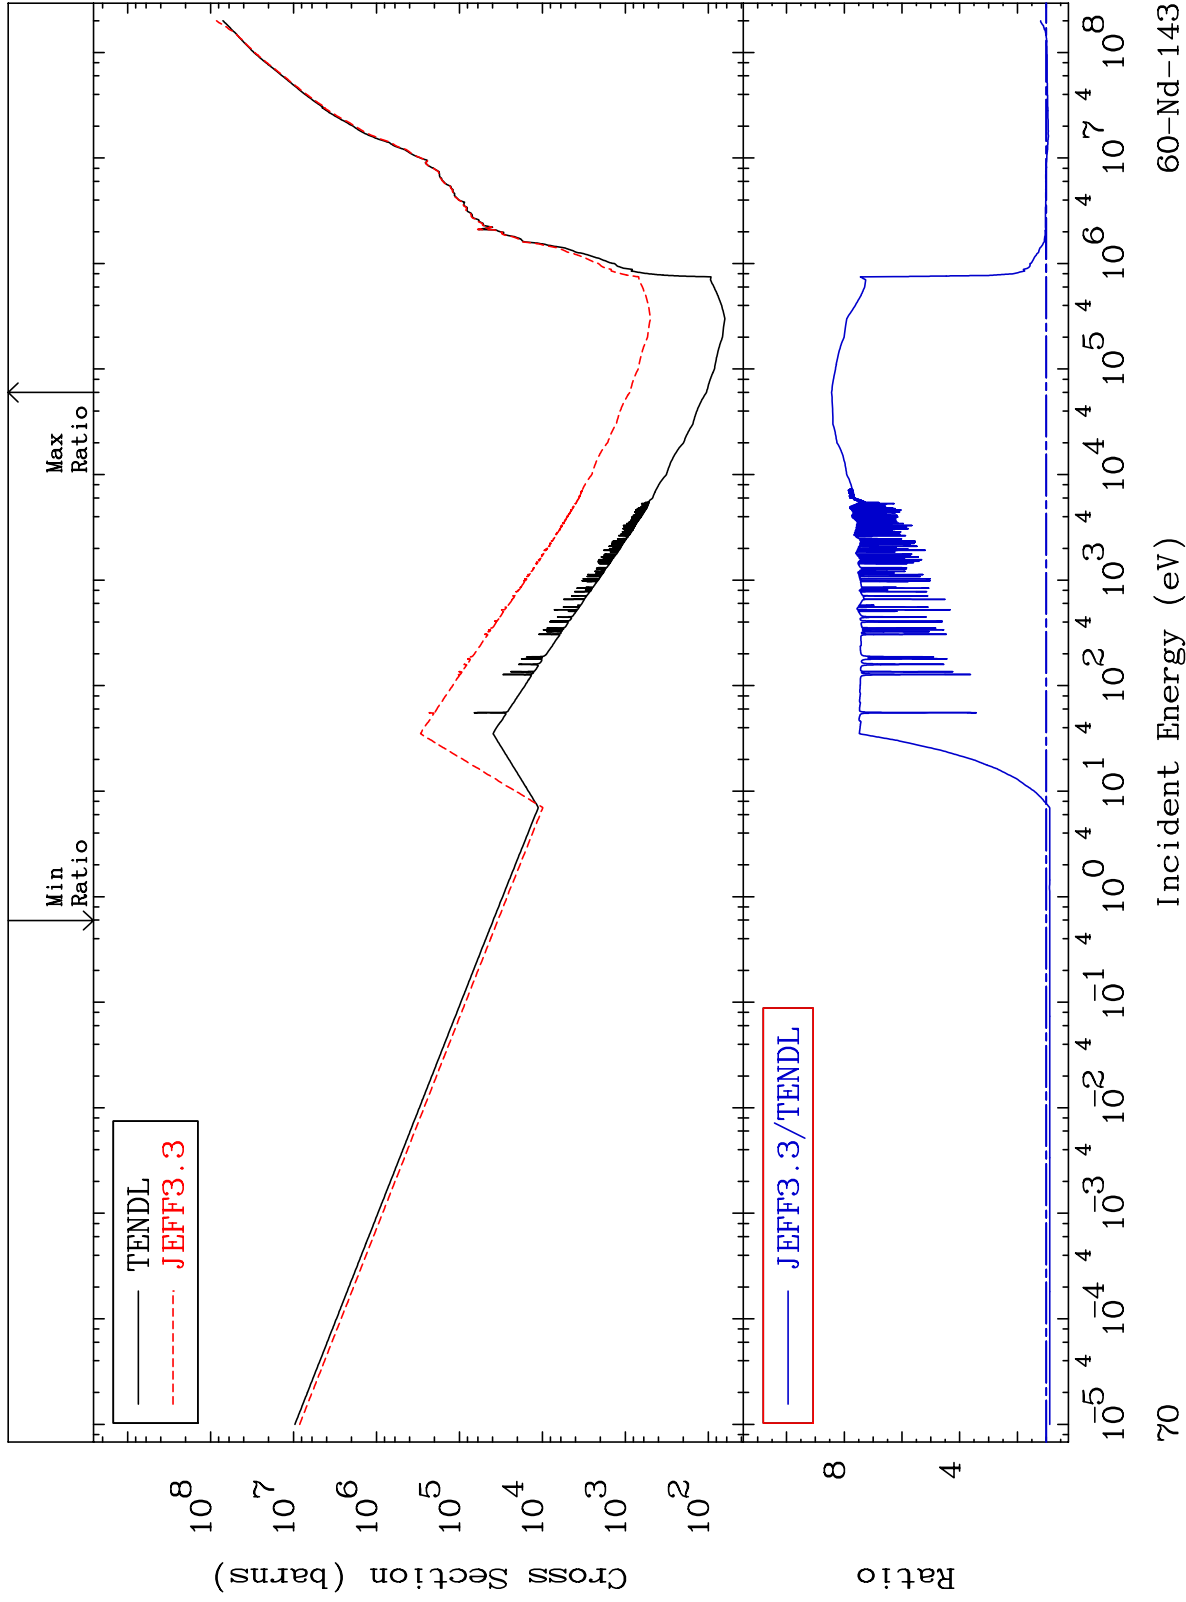 Min
Ratio
Max
Ratio
Cross Section (barns)
10^8
10^7
10^6
10^5
10^4
10^3
10^2
TENDL
JEFF3.3
Ratio
8
4
JEFF3.3/TENDL
10^-5 4 10^-4 4 10^-3 4 10^-2 4 10^-1 4 10^0 4 10^1 4 10^2 4 10^3 4 10^4 4 10^5 4 10^6 4 10^7 4 10^8
70
Incident Energy (eV)
60-Nd-143